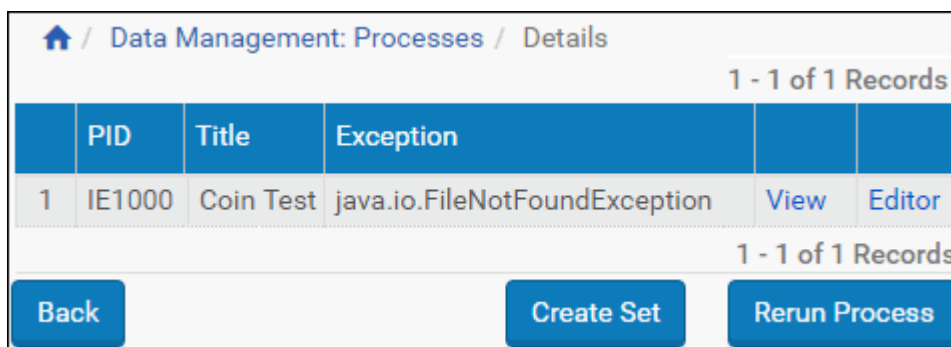 / Data Management: Processes / Details
1 - 1 of 1 Records
PID Title Exception
1 IE1000 Coin Test java.io.FileNotFoundException View Editor
1 - 1 of 1 Records
Back Create Set Rerun Process